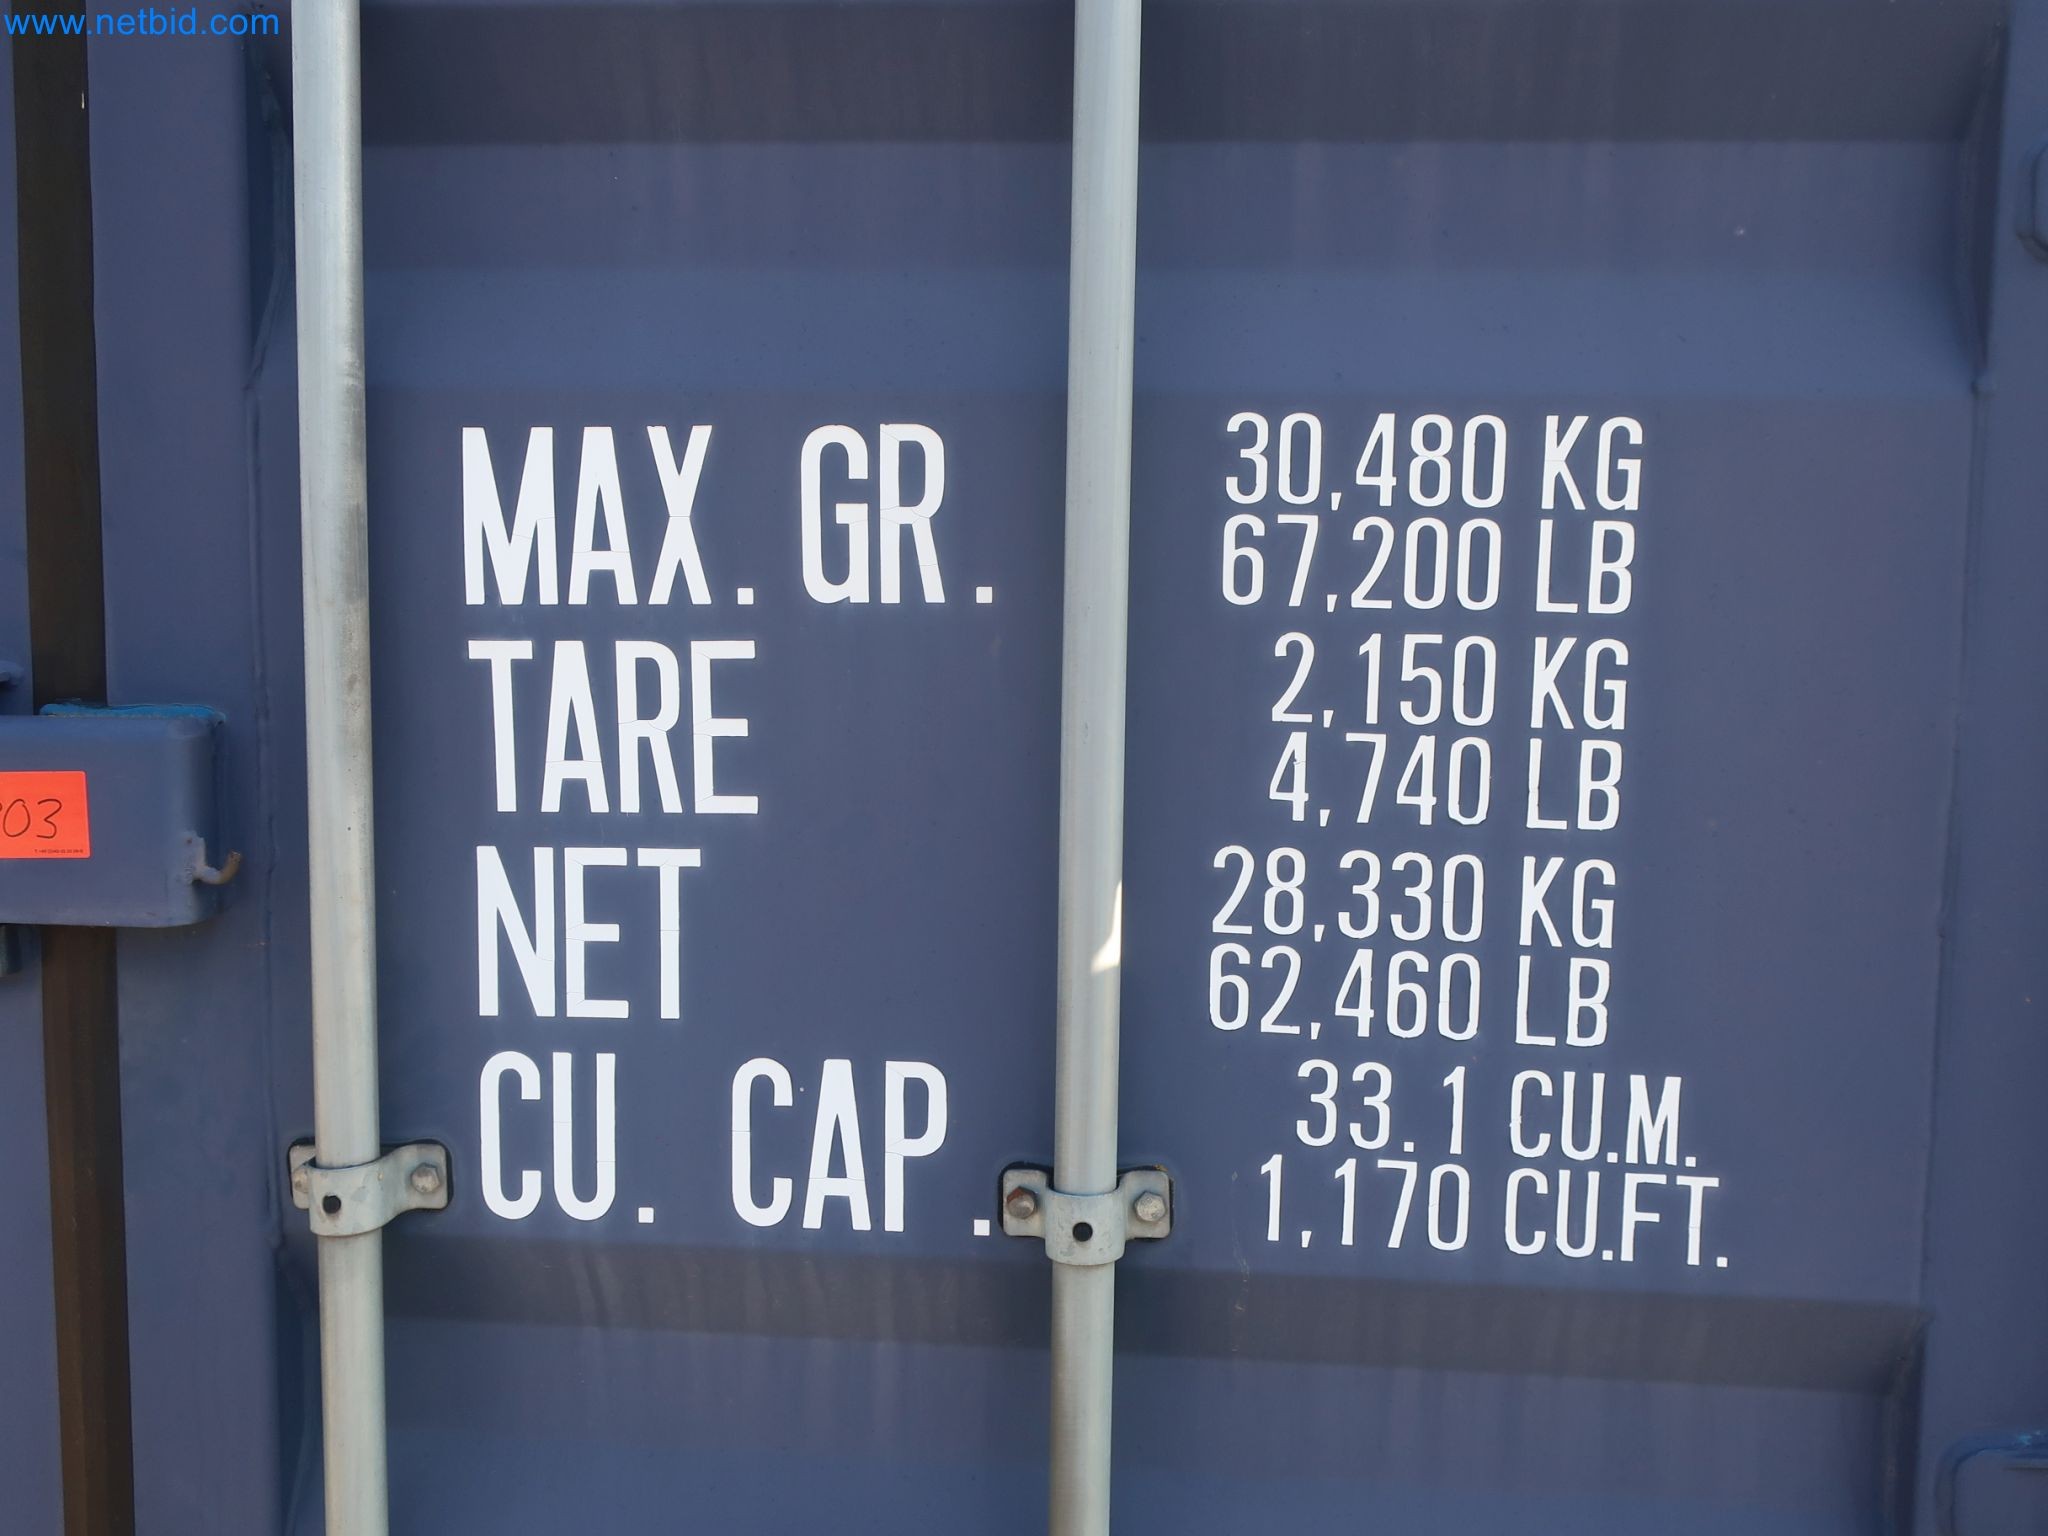 www.netbid.com
MAX. GR. 30,480 KG
67,200 LB
TARE 2,150 KG
4,740 LB
03
NET 28,330 KG
62,460 LB
CU. CAP. 33.1 CU.M.
1,170 CU.FT.